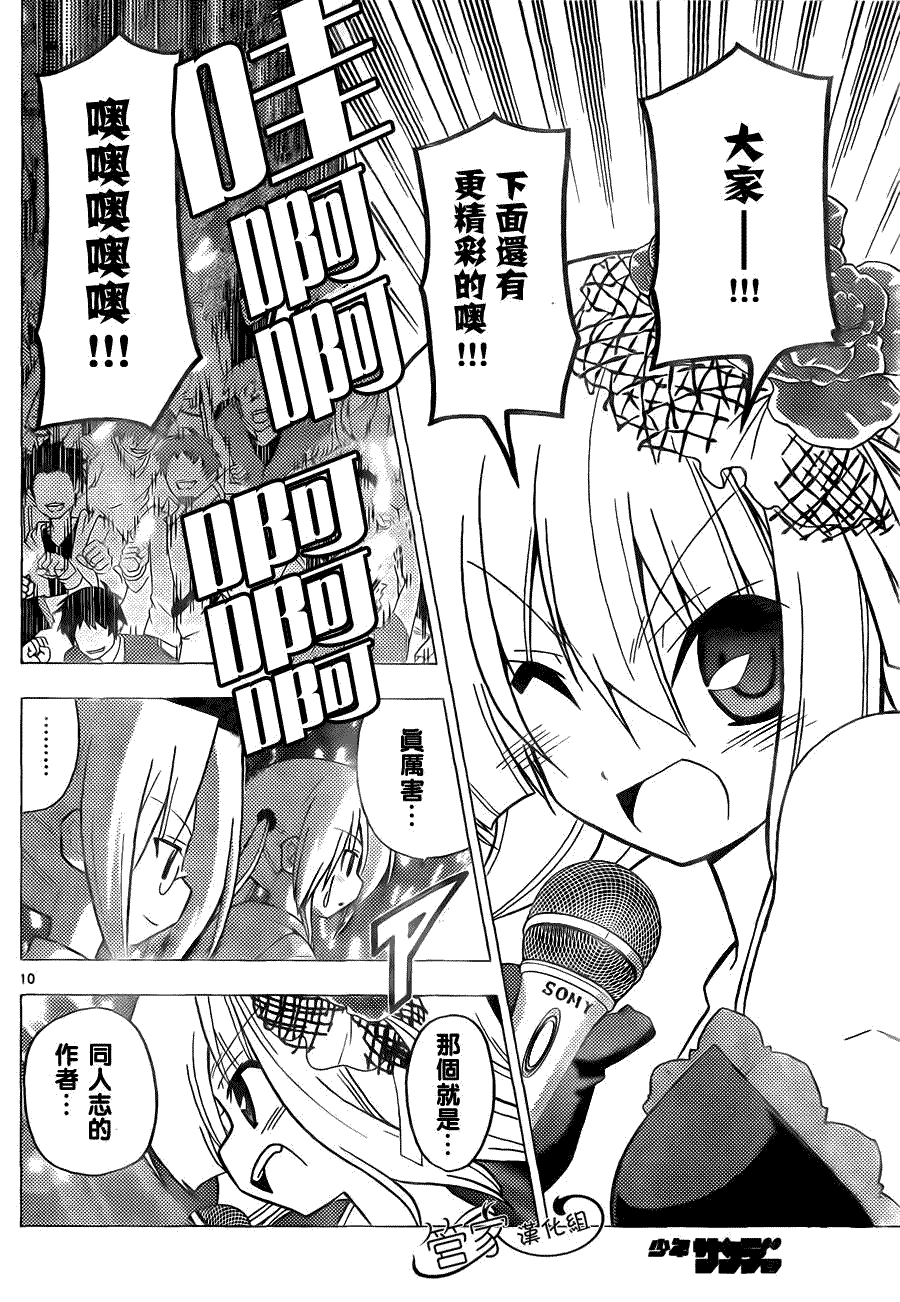 大家——!!!
下面還有
更精彩的噢!!!
哇啊啊
啊啊啊
噢噢噢噢噢!!!
真厲害…
………
那個就是…
同人志的
作者…
SONY
10
管家
漢化組
少年
サンデー